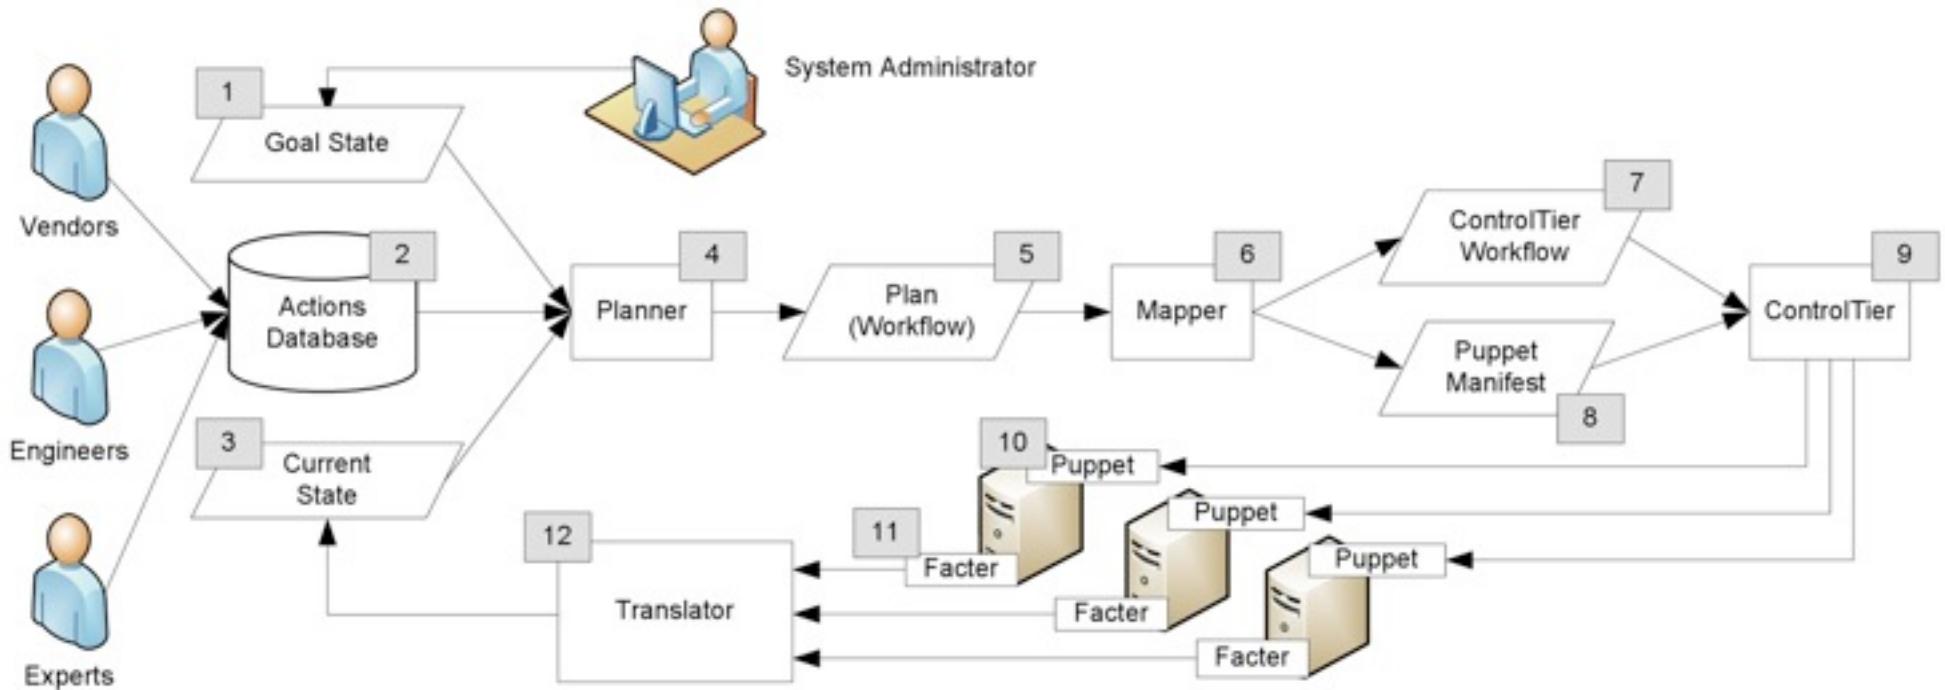 System Administrator
1
Goal State
Vendors
2
Actions
Database
Engineers
3
Current
State
Experts
4
Planner
5
Plan
(Workflow)
6
Mapper
7
ControlTier
Workflow
Puppet
Manifest
8
9
ControlTier
10
Puppet
Puppet
Puppet
11
Facter
Facter
Facter
12
Translator